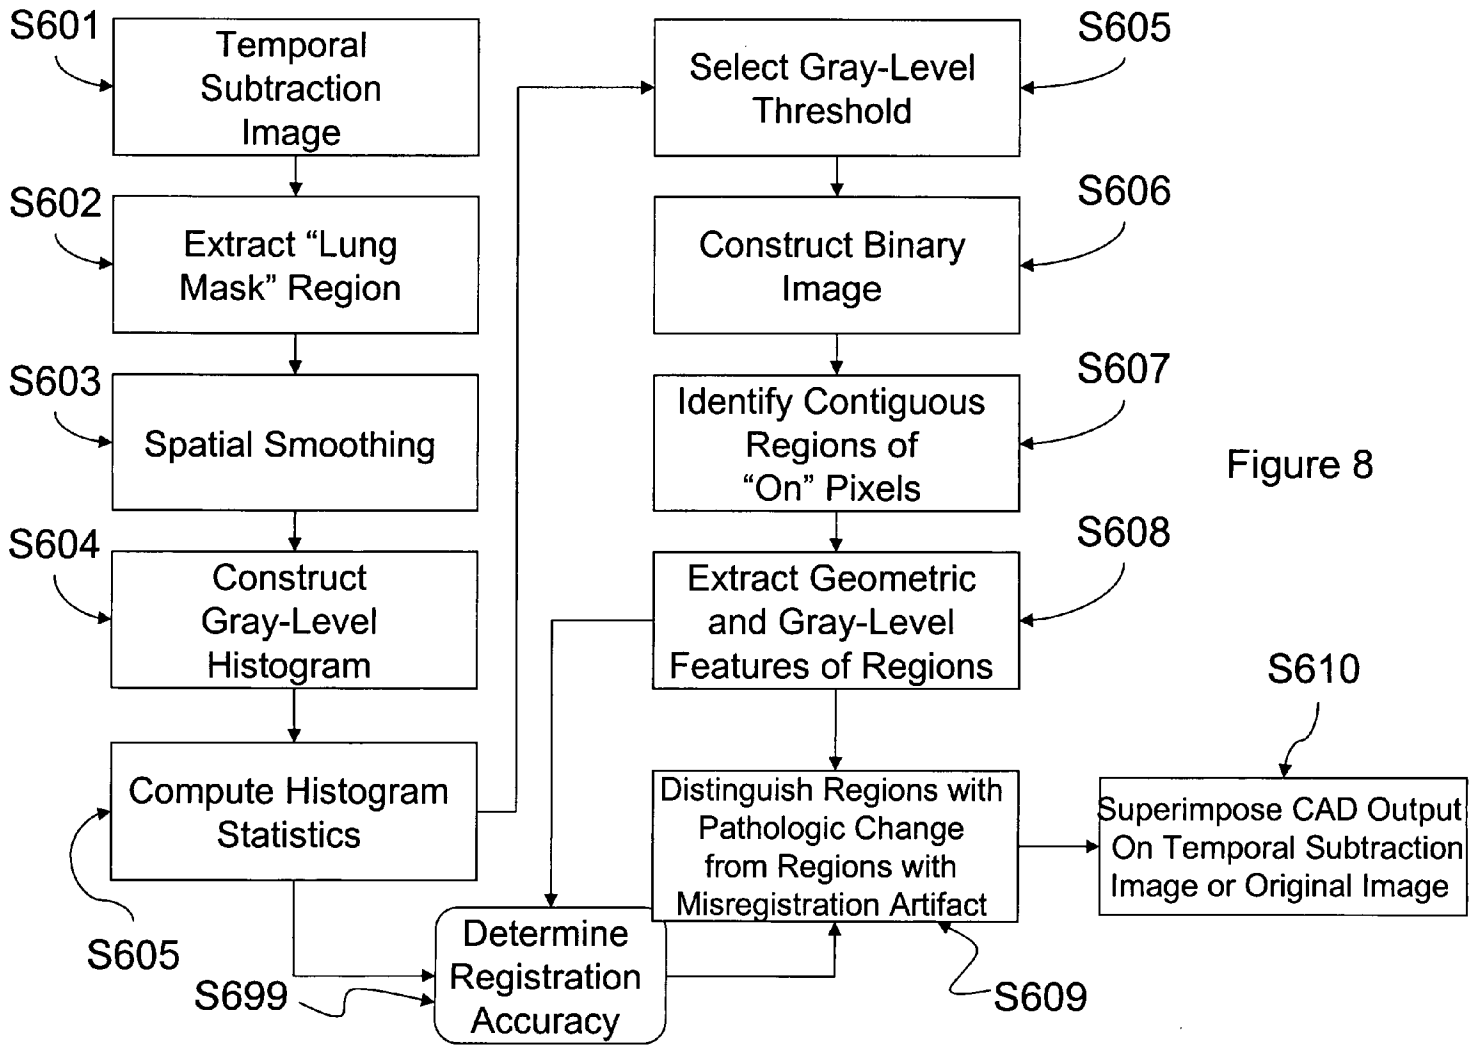 S601
Temporal
Subtraction
Image
S602
Extract “Lung
Mask” Region
S603
Spatial Smoothing
S604
Construct
Gray-Level
Histogram
Compute Histogram
Statistics
S605
S605
Select Gray-Level
Threshold
S606
Construct Binary
Image
S607
Identify Contiguous
Regions of
“On” Pixels
S608
Extract Geometric
and Gray-Level
Features of Regions
Distinguish Regions with
Pathologic Change
from Regions with
Misregistration Artifact
S609
Determine
Registration
Accuracy
S699
S610
Superimpose CAD Output
On Temporal Subtraction
Image or Original Image
Figure 8